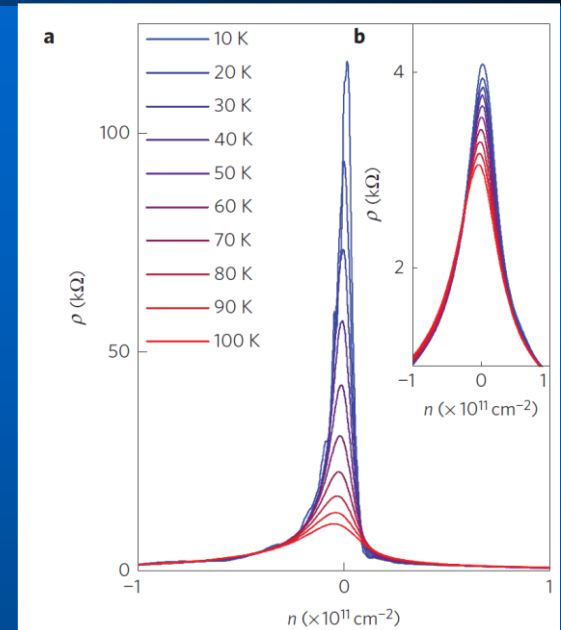 a
10 K
20 K
30 K
40 K
50 K
60 K
70 K
80 K
90 K
100 K
100
50
0
ρ (kΩ)
−1
0
1
n (×10¹¹ cm⁻²)
b
4
2
ρ (kΩ)
−1
0
1
n (×10¹¹ cm⁻²)